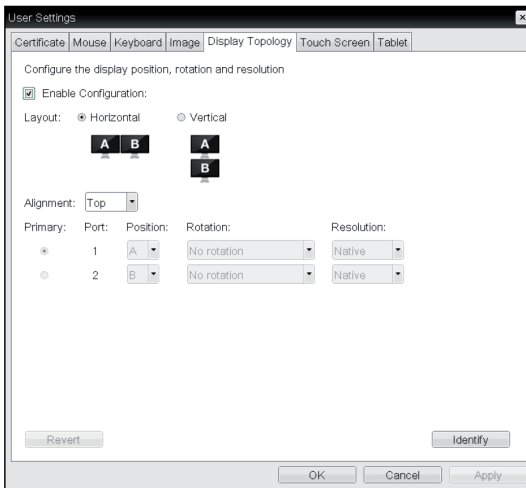 User Settings
Certificate Mouse Keyboard Image Display Topology Touch Screen Tablet
Configure the display position, rotation and resolution
Enable Configuration:
Layout: Horizontal Vertical
A B A
B
Alignment: Top
Primary: Port: Position: Rotation: Resolution:
1 A No rotation Native
2 B No rotation Native
Revert Identify
OK Cancel Apply